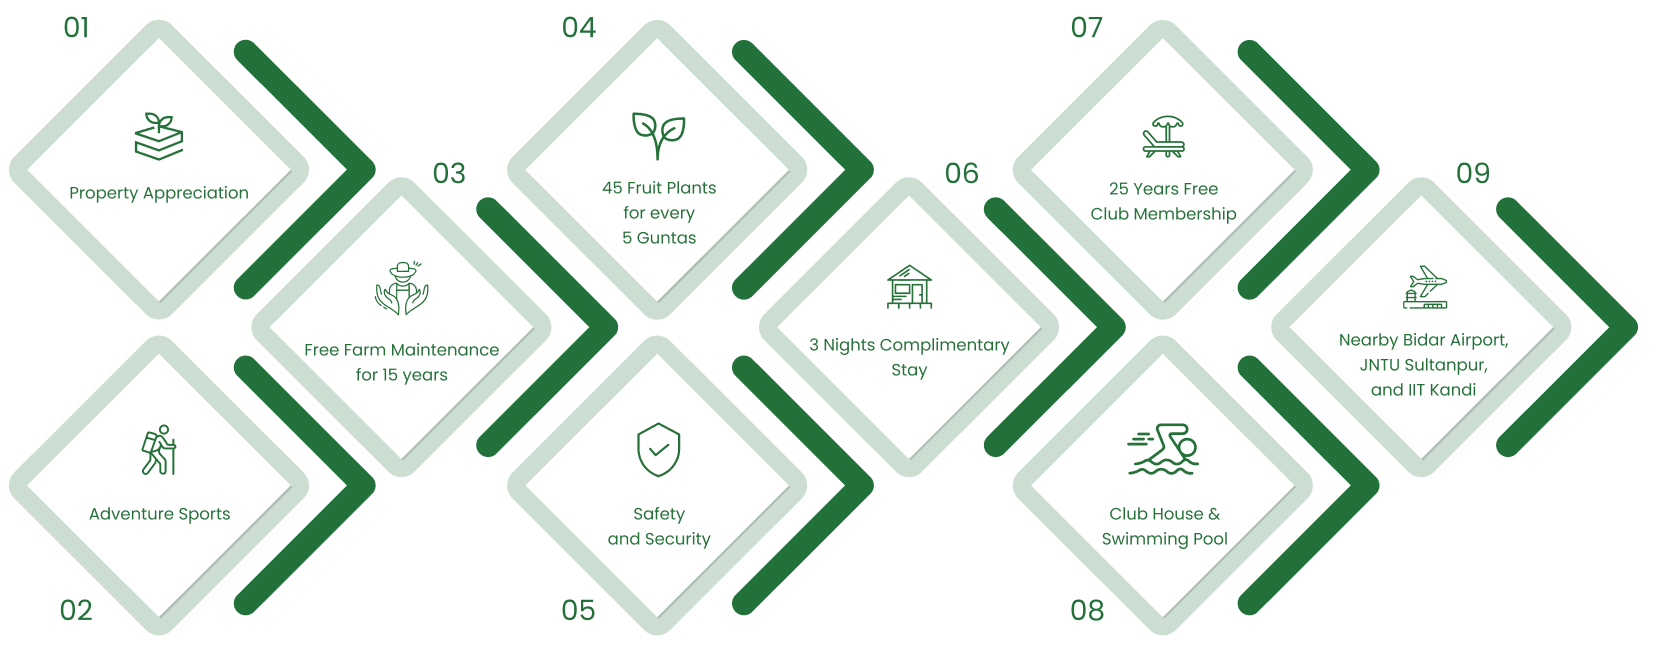 01
Property Appreciation
02
Adventure Sports
03
Free Farm Maintenance
for 15 years
04
45 Fruit Plants
for every
5 Guntas
05
Safety
and Security
06
3 Nights Complimentary
Stay
07
25 Years Free
Club Membership
08
Club House &
Swimming Pool
09
Nearby Bidar Airport,
JNTU Sultanpur,
and IIT Kandi